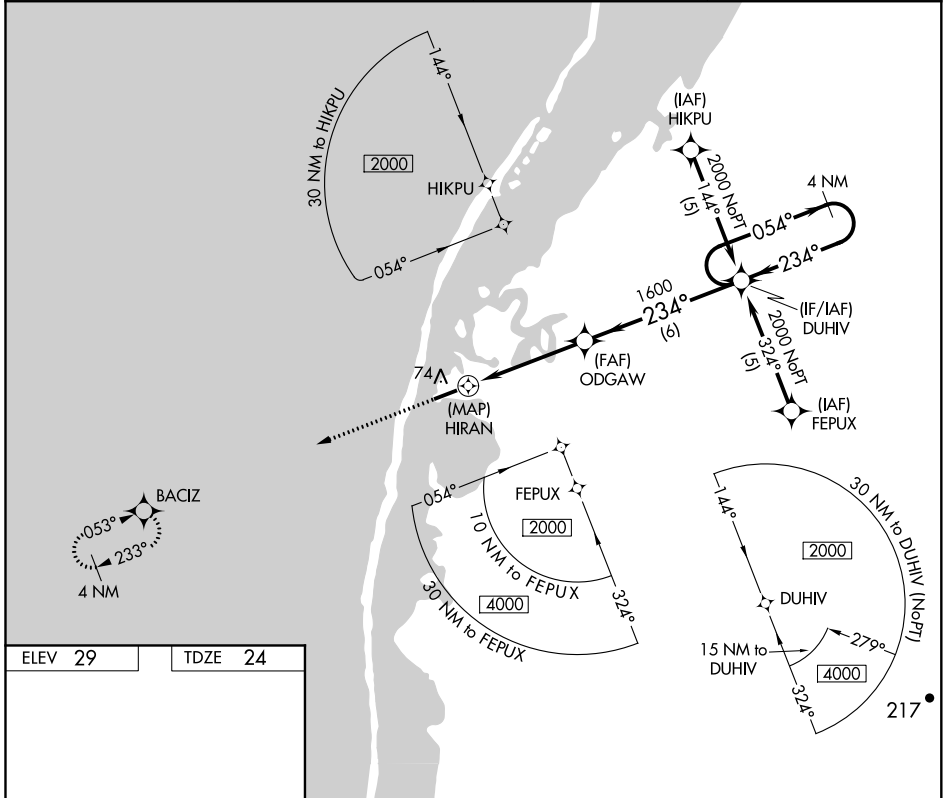 144°
30 NM to HIKPU
2000
HIKPU
054°
(IAF)
HIKPU
2000 NoPT
144°
(5)
4 NM
054°
234°
(IF/IAF)
DUHIV
1600
234°
(6)
2000 NoPT
324°
(5)
(FAF)
ODGAW
(IAF)
FEPUX
74
(MAP)
HIRAN
BACIZ
053°
233°
4 NM
054°
FEPUX
2000
10 NM to FEPUX
4000
30 NM to FEPUX
324°
144°
30 NM to DUHIV (NoPT)
2000
DUHIV
15 NM to
DUHIV
279°
4000
324°
217
ELEV 29
TDZE 24